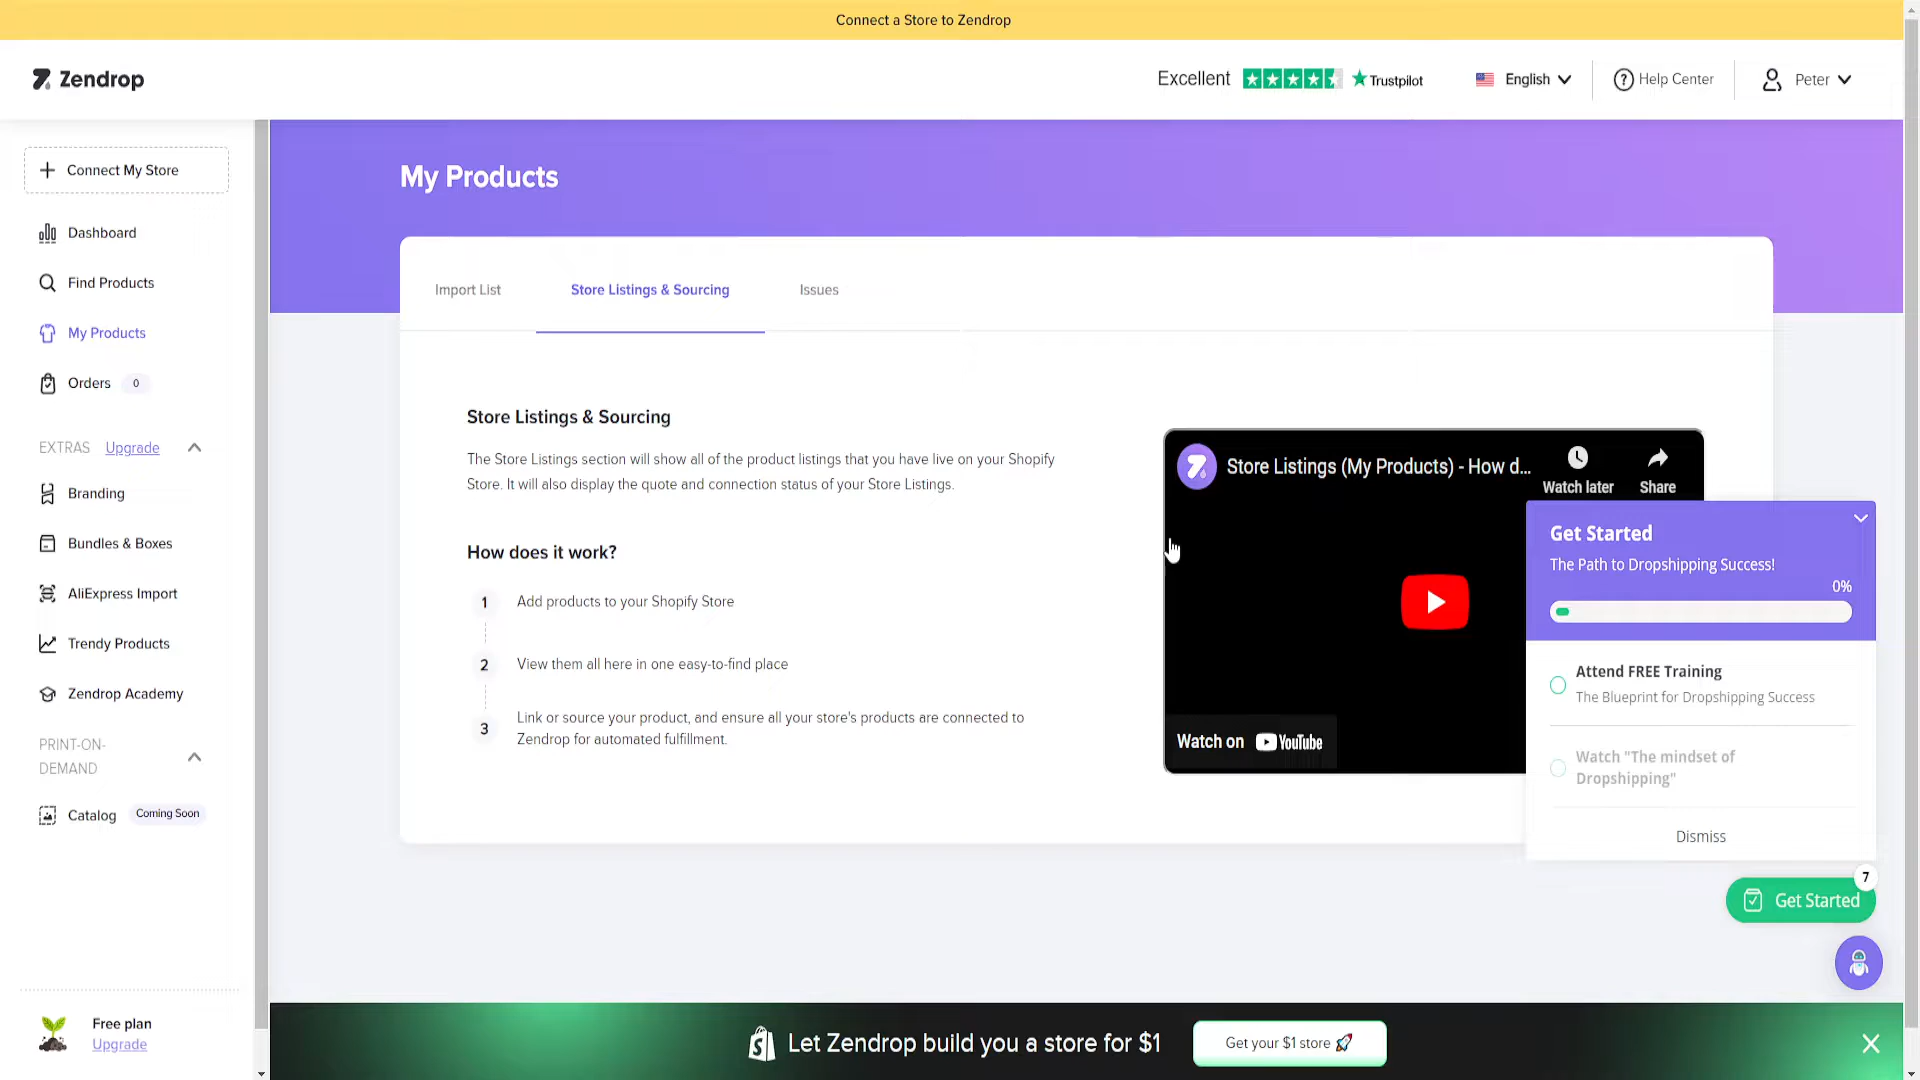 Connect a Store to Zendrop
Zendrop
Excellent
Trustpilot
English
Help Center
Peter
Connect My Store
Dashboard
Find Products
My Products
Orders 0
EXTRAS Upgrade
Branding
Bundles & Boxes
AliExpress Import
Trendy Products
Zendrop Academy
PRINT-ON-
DEMAND
Catalog Coming Soon
Free plan
Upgrade
My Products
Import List
Store Listings & Sourcing
Issues
Store Listings & Sourcing
The Store Listings section will show all of the product listings that you have live on your Shopify
Store. It will also display the quote and connection status of your Store Listings.
How does it work?
1 Add products to your Shopify Store
2 View them all here in one easy-to-find place
3 Link or source your product, and ensure all your store's products are connected to
Zendrop for automated fulfillment.
Store Listings (My Products) - How d...
Watch later
Share
Watch on YouTube
Get Started
The Path to Dropshipping Success!
0%
Attend FREE Training
The Blueprint for Dropshipping Success
Watch "The mindset of
Dropshipping"
Dismiss
7
Get Started
Let Zendrop build you a store for $1
Get your $1 store